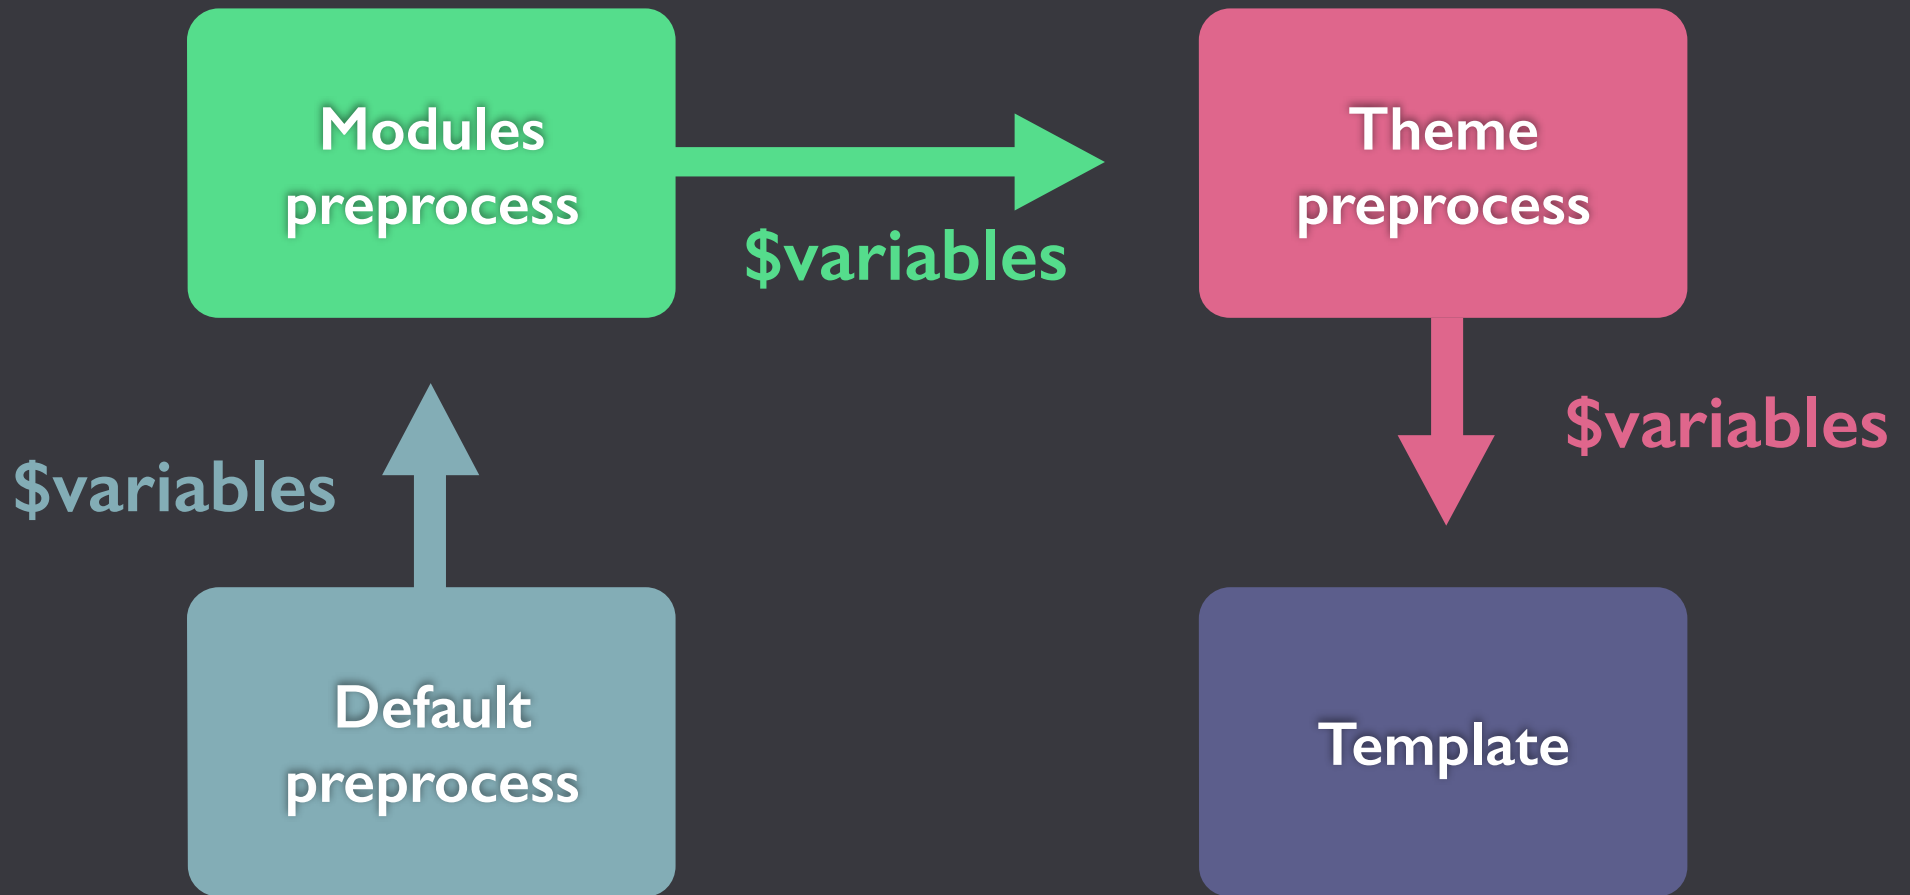 Modules
preprocess
$variables
Theme
preprocess
$variables
$variables
Default
preprocess
Template